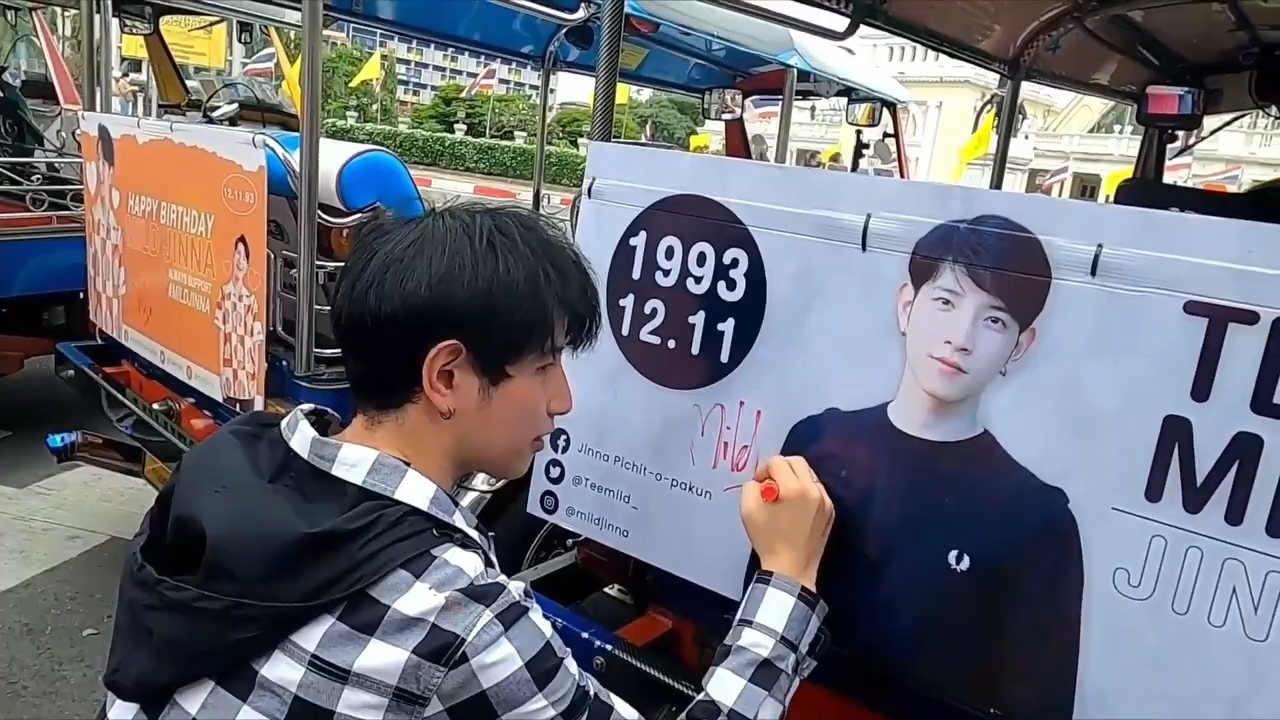 HAPPY BIRTHDAY
MILD JINNA
ALWAYS SUPPORT
#MILDJINNA
12.11.93
1993
12.11
Mild
Jinna Pichit-o-pakun
@Teemild_
@mildjinna
TE
MI
JIN